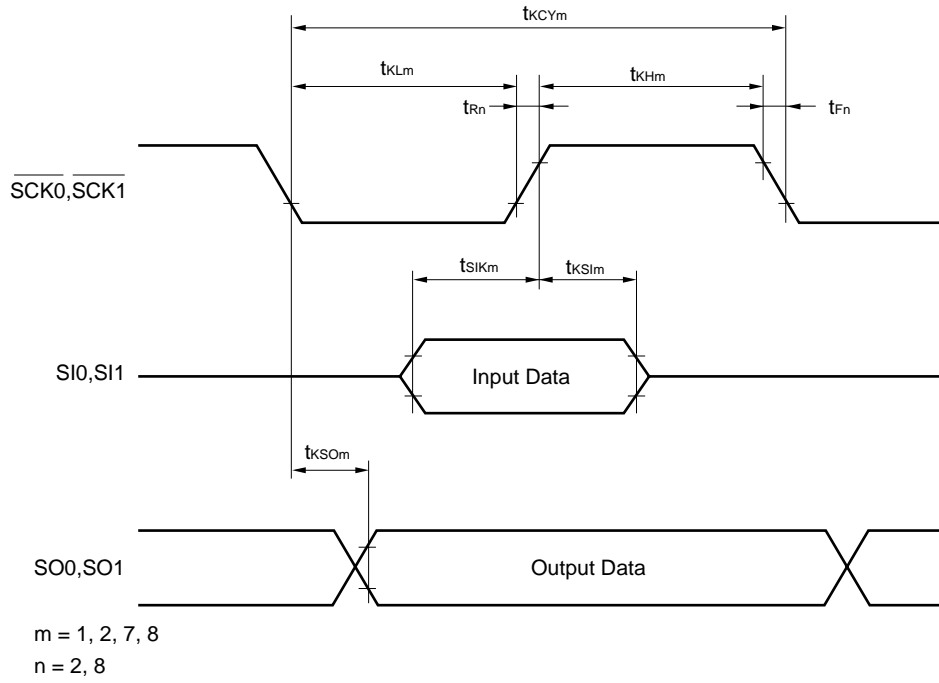 tKCYm
tKLm
tKHm
tRn
tFn
SCK0,SCK1
tSIKm
tKSIm
SI0,SI1
Input Data
tKSOm
SO0,SO1
Output Data
m = 1, 2, 7, 8
n = 2, 8